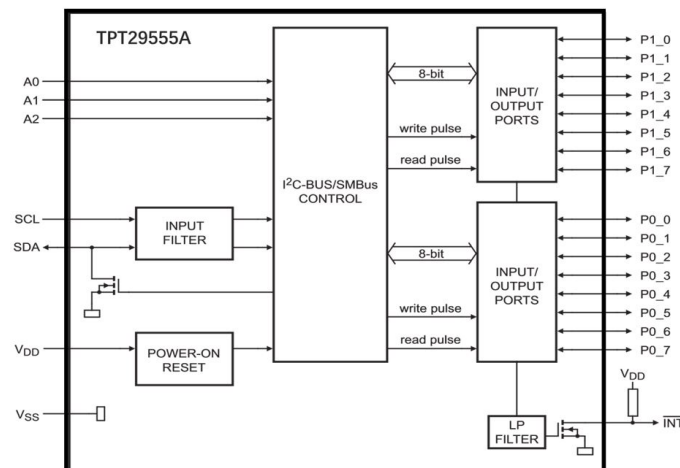 TPT29555A
A0
A1
A2
SCL
SDA
VDD
VSS
INPUT
FILTER
POWER-ON
RESET
I²C-BUS/SMBus
CONTROL
8-bit
write pulse
read pulse
INPUT/
OUTPUT
PORTS
P1_0
P1_1
P1_2
P1_3
P1_4
P1_5
P1_6
P1_7
8-bit
write pulse
read pulse
INPUT/
OUTPUT
PORTS
P0_0
P0_1
P0_2
P0_3
P0_4
P0_5
P0_6
P0_7
VDD
LP
FILTER
INT